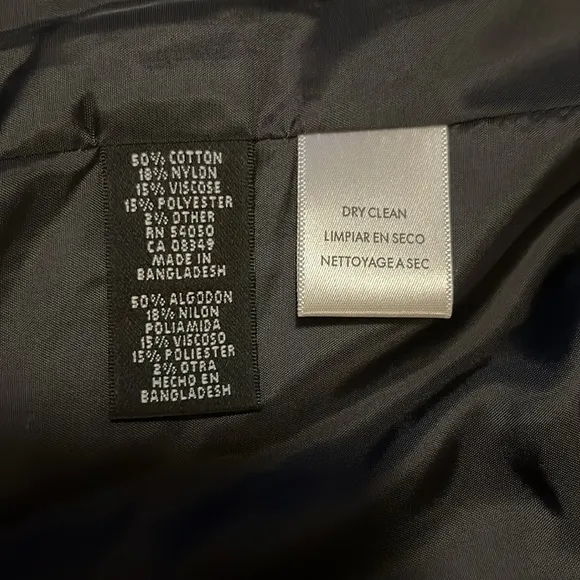 50% COTTON
18% NYLON
15% VISCOSE
15% POLYESTER
2% OTHER
RN 54050
CA 08349
MADE IN
BANGLADESH
50% ALGODON
18% NILON
POLIAMIDA
15% VISCOSO
15% POLIESTER
2% OTRA
HECHO EN
BANGLADESH
DRY CLEAN
LIMPIAR EN SECO
NETTOYAGE A SEC